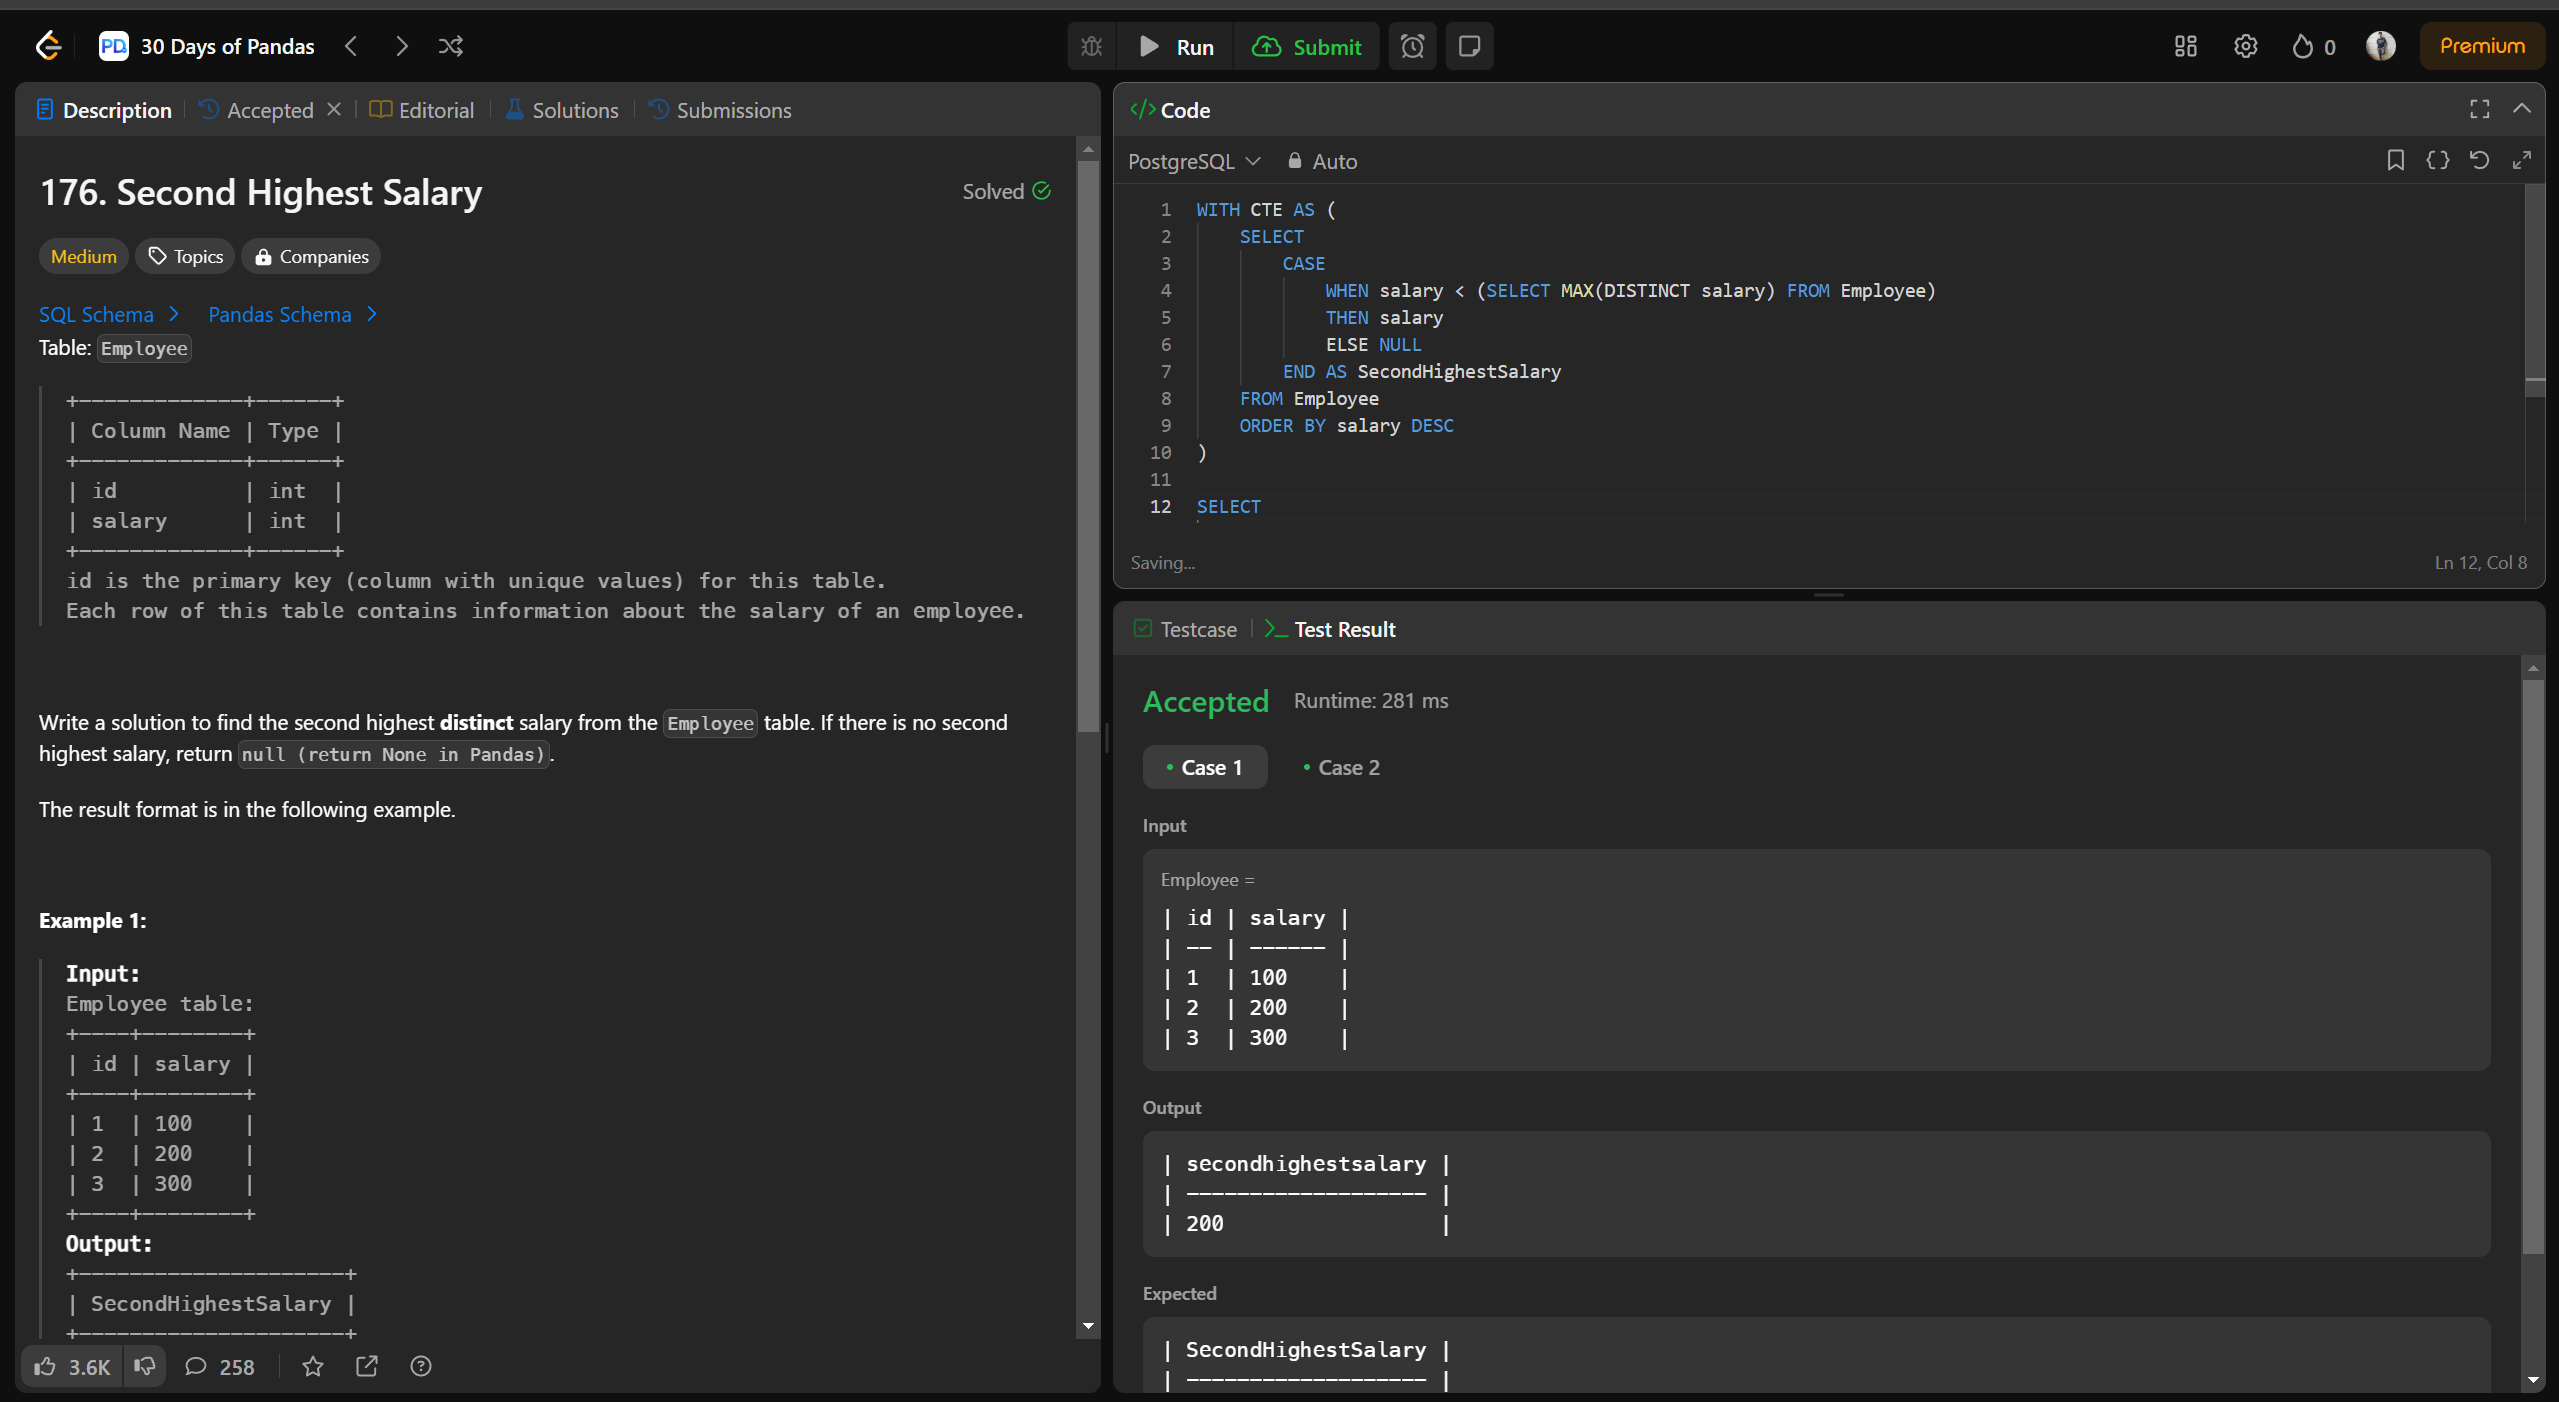 30 Days of Pandas
Run
Submit
0
Premium
Description
Accepted
Editorial
Solutions
Submissions
176. Second Highest Salary
Solved
Medium
Topics
Companies
SQL Schema
Pandas Schema
Table: Employee
+-------------+------+
| Column Name | Type |
+-------------+------+
| id          | int  |
| salary      | int  |
+-------------+------+
id is the primary key (column with unique values) for this table.
Each row of this table contains information about the salary of an employee.
Write a solution to find the second highest distinct salary from the Employee table. If there is no second
highest salary, return null (return None in Pandas).
The result format is in the following example.
Example 1:
Input:
Employee table:
+----+--------+
| id | salary |
+----+--------+
| 1  | 100    |
| 2  | 200    |
| 3  | 300    |
+----+--------+
Output:
+---------------------+
| SecondHighestSalary |
+---------------------+
3.6K
258
</> Code
PostgreSQL
Auto
1 WITH CTE AS (
2     SELECT
3         CASE
4             WHEN salary < (SELECT MAX(DISTINCT salary) FROM Employee)
5             THEN salary
6             ELSE NULL
7         END AS SecondHighestSalary
8     FROM Employee
9     ORDER BY salary DESC
10 )
11
12 SELECT
Saving...
Ln 12, Col 8
Testcase
Test Result
Accepted
Runtime: 281 ms
Case 1
Case 2
Input
Employee =
| id | salary |
| -- | ------ |
| 1  | 100    |
| 2  | 200    |
| 3  | 300    |
Output
| secondhighestsalary |
| ------------------- |
| 200                 |
Expected
| SecondHighestSalary |
| ------------------- |